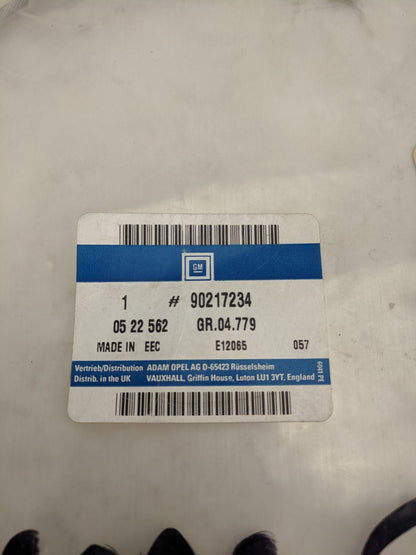 GM
1 # 90217234
05 22 562 GR.04.779
MADE IN EEC E12065 057
Vertrieb/Distribution ADAM OPEL AG D-65423 Rüsselsheim
Distrib. in the UK VAUXHALL, Griffin House, Luton LU1 3YT, England